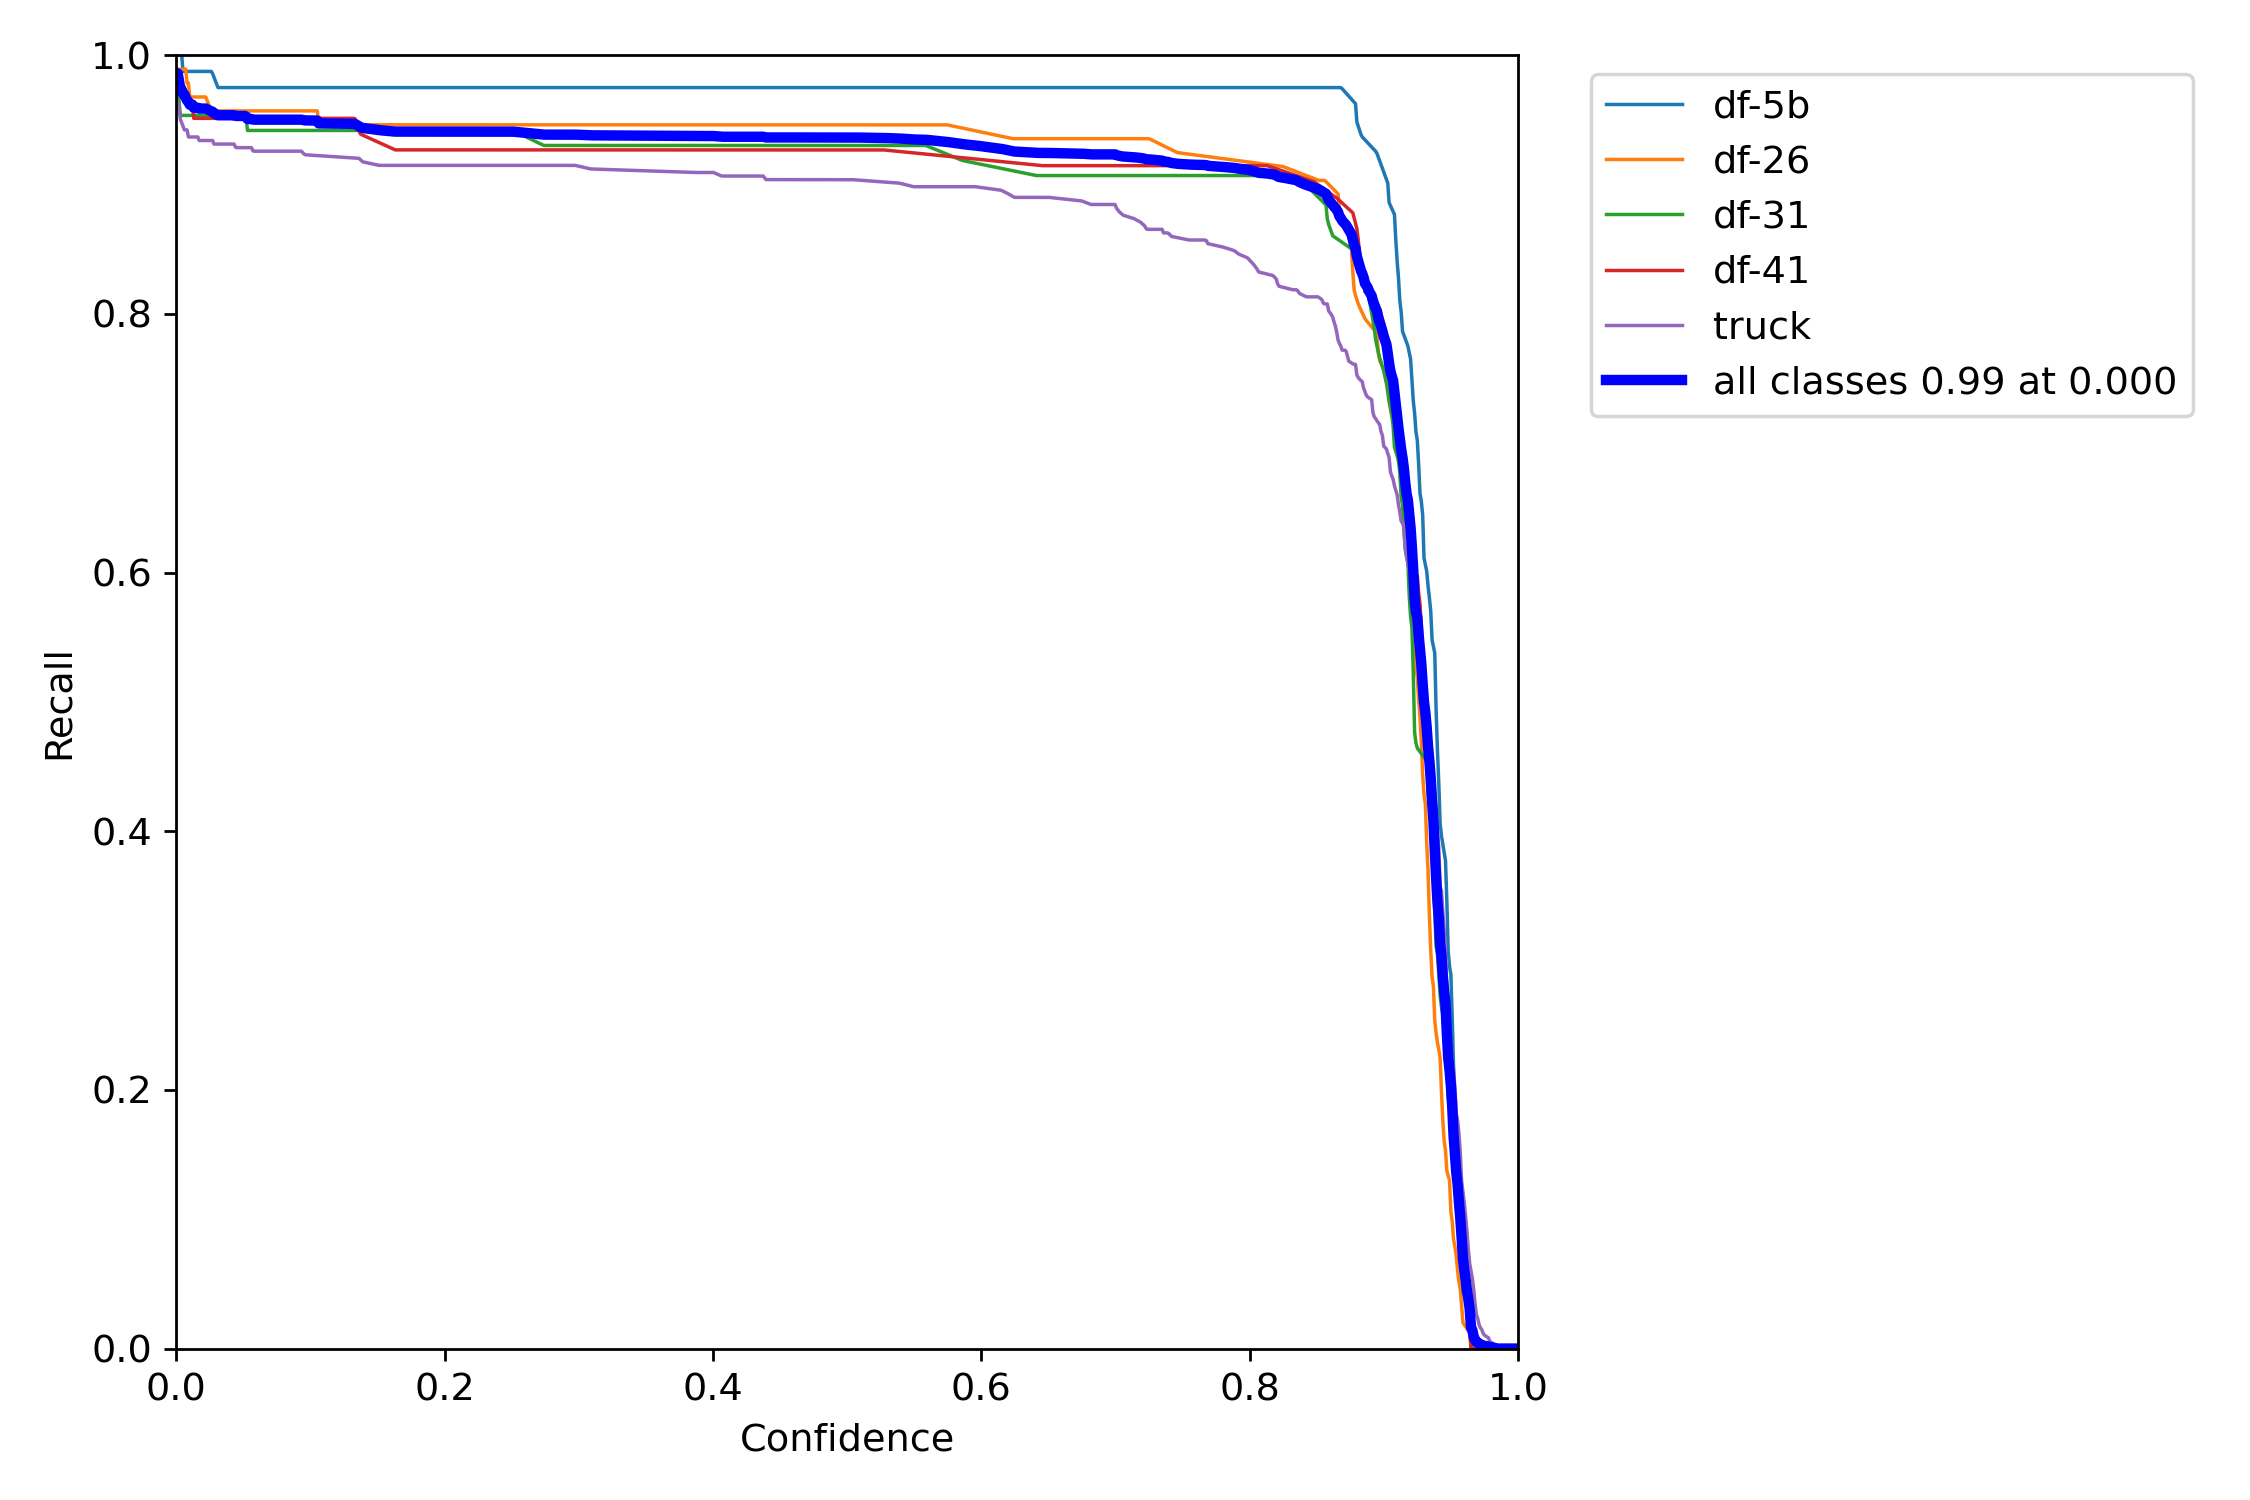 1.0
0.8
0.6
0.4
0.2
0.0
Recall
0.0 0.2 0.4 0.6 0.8 1.0
Confidence
df-5b
df-26
df-31
df-41
truck
all classes 0.99 at 0.000